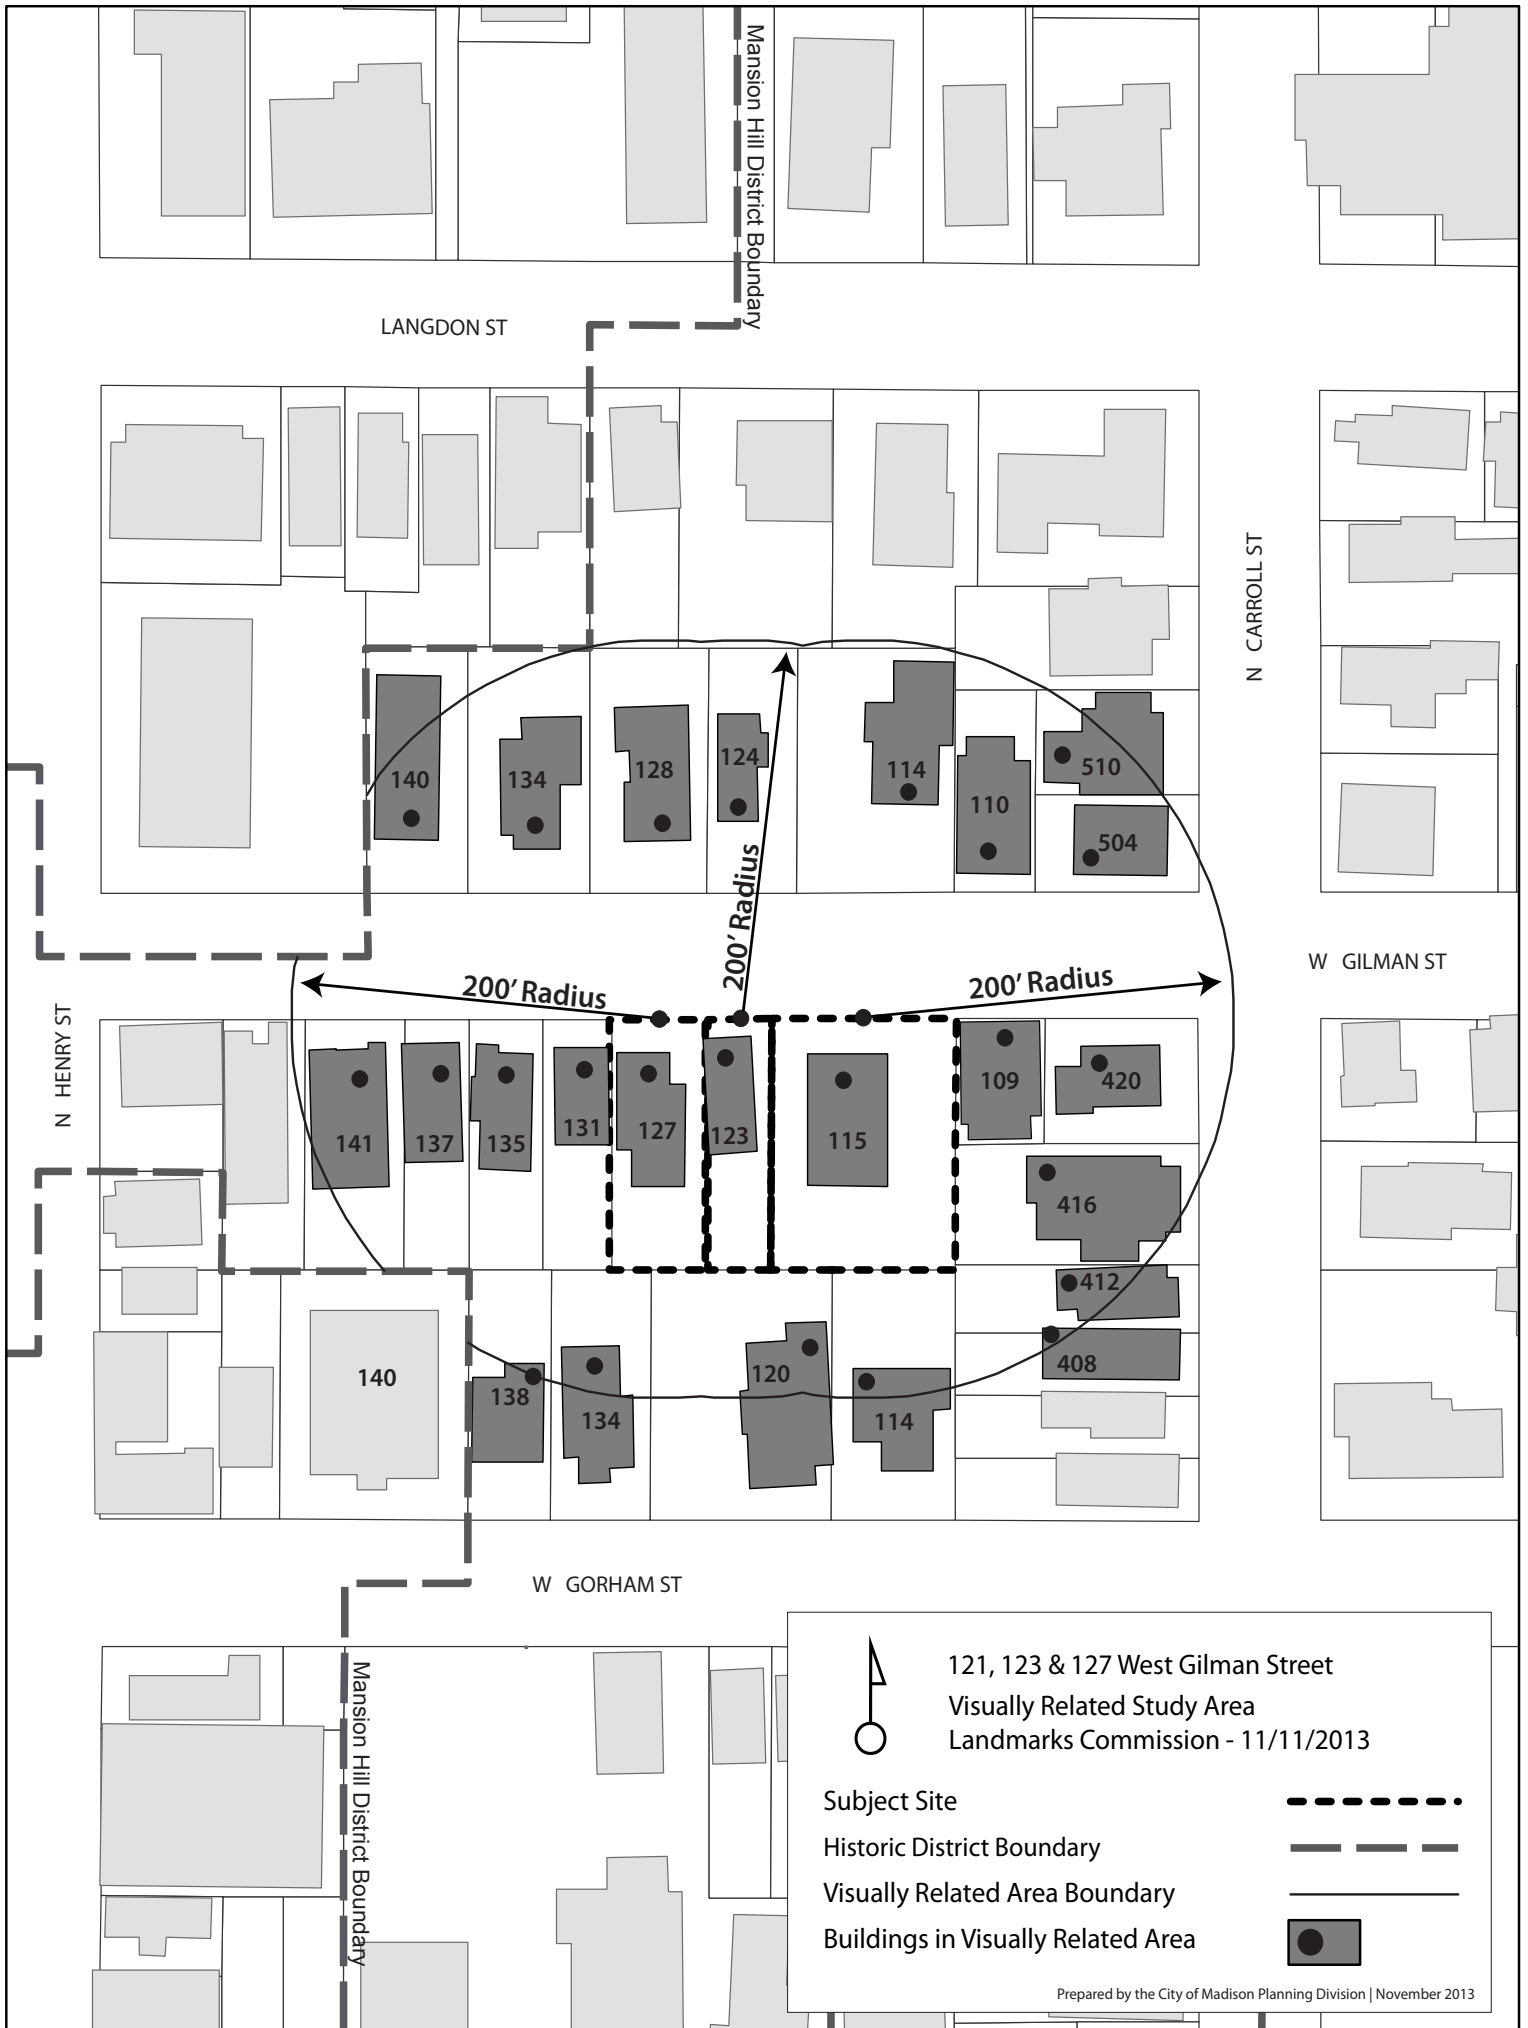 Mansion Hill District Boundary
LANGDON ST
N CARROLL ST
140
134
128
124
114
110
510
504
200' Radius
W GILMAN ST
200' Radius
200' Radius
N HENRY ST
141
137
135
131
127
123
115
109
420
416
412
408
140
138
134
120
114
W GORHAM ST
Mansion Hill District Boundary
121, 123 & 127 West Gilman Street
Visually Related Study Area
Landmarks Commission - 11/11/2013
Subject Site
Historic District Boundary
Visually Related Area Boundary
Buildings in Visually Related Area
Prepared by the City of Madison Planning Division | November 2013